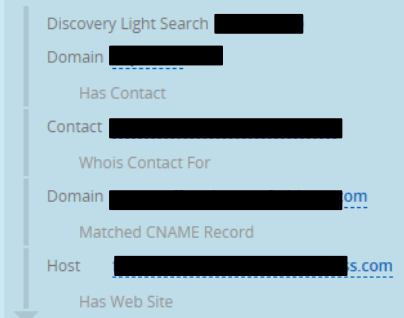 Discovery Light Search
Domain
Has Contact
Contact
Whois Contact For
Domain om
Matched CNAME Record
Host s.com
Has Web Site